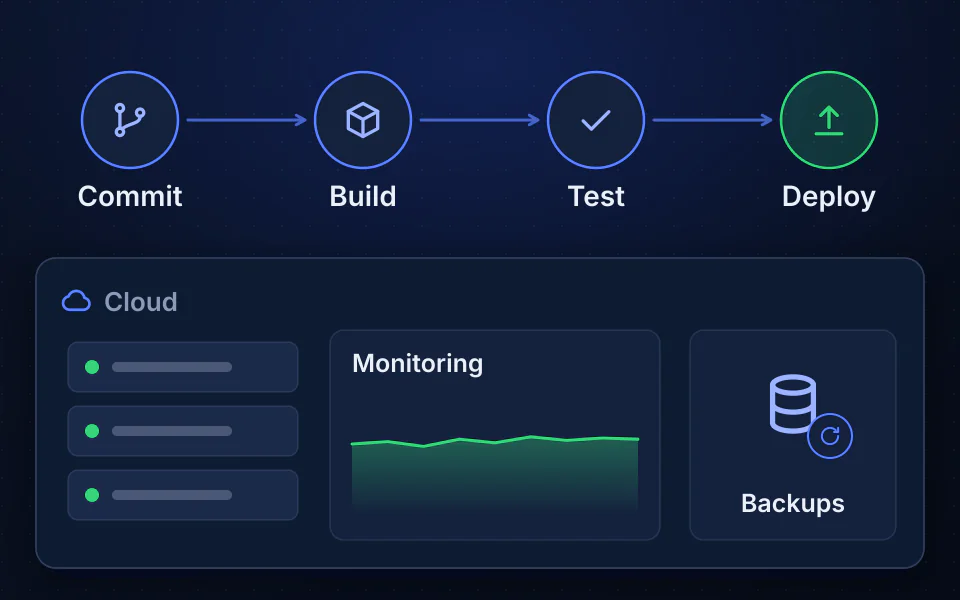 Commit
Build
Test
Deploy
Cloud
Monitoring
Backups